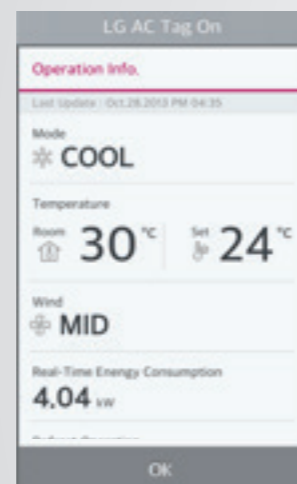 LG AC Tag On
Operation Info.
Last Update : Oct.28.2013 PM 04:35
Mode
COOL
Temperature
Room 30 °C Set 24 °C
Wind
MID
Real-Time Energy Consumption
4.04 kW
OK